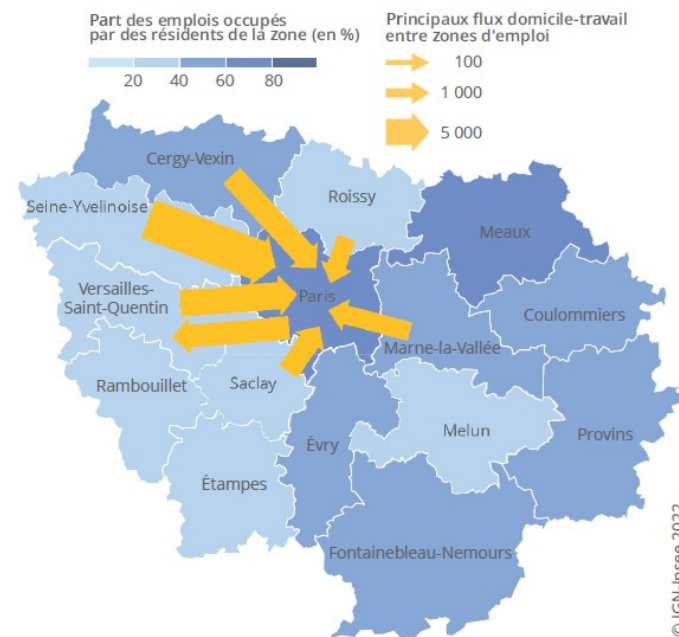 Part des emplois occupés
par des résidents de la zone (en %)
20 40 60 80
Principaux flux domicile-travail
entre zones d'emploi
100
1 000
5 000
Cergy-Vexin
Roissy
Seine-Yvelinoise
Meaux
Versailles-
Saint-Quentin
Paris
Coulommiers
Marne-la-Vallée
Rambouillet
Saclay
Melun
Provins
Évry
Étampes
Fontainebleau-Nemours
© IGN-Insee 2022